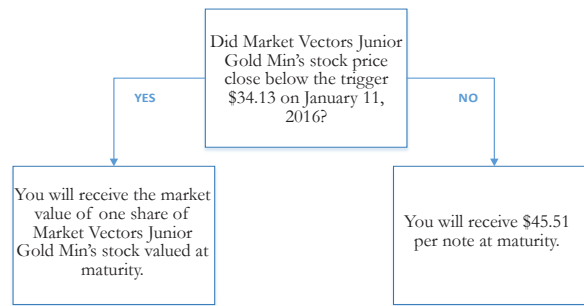 Did Market Vectors Junior
Gold Min's stock price
close below the trigger
$34.13 on January 11,
2016?
YES
NO
You will receive the market
value of one share of
Market Vectors Junior
Gold Min's stock valued at
maturity.
You will receive $45.51
per note at maturity.